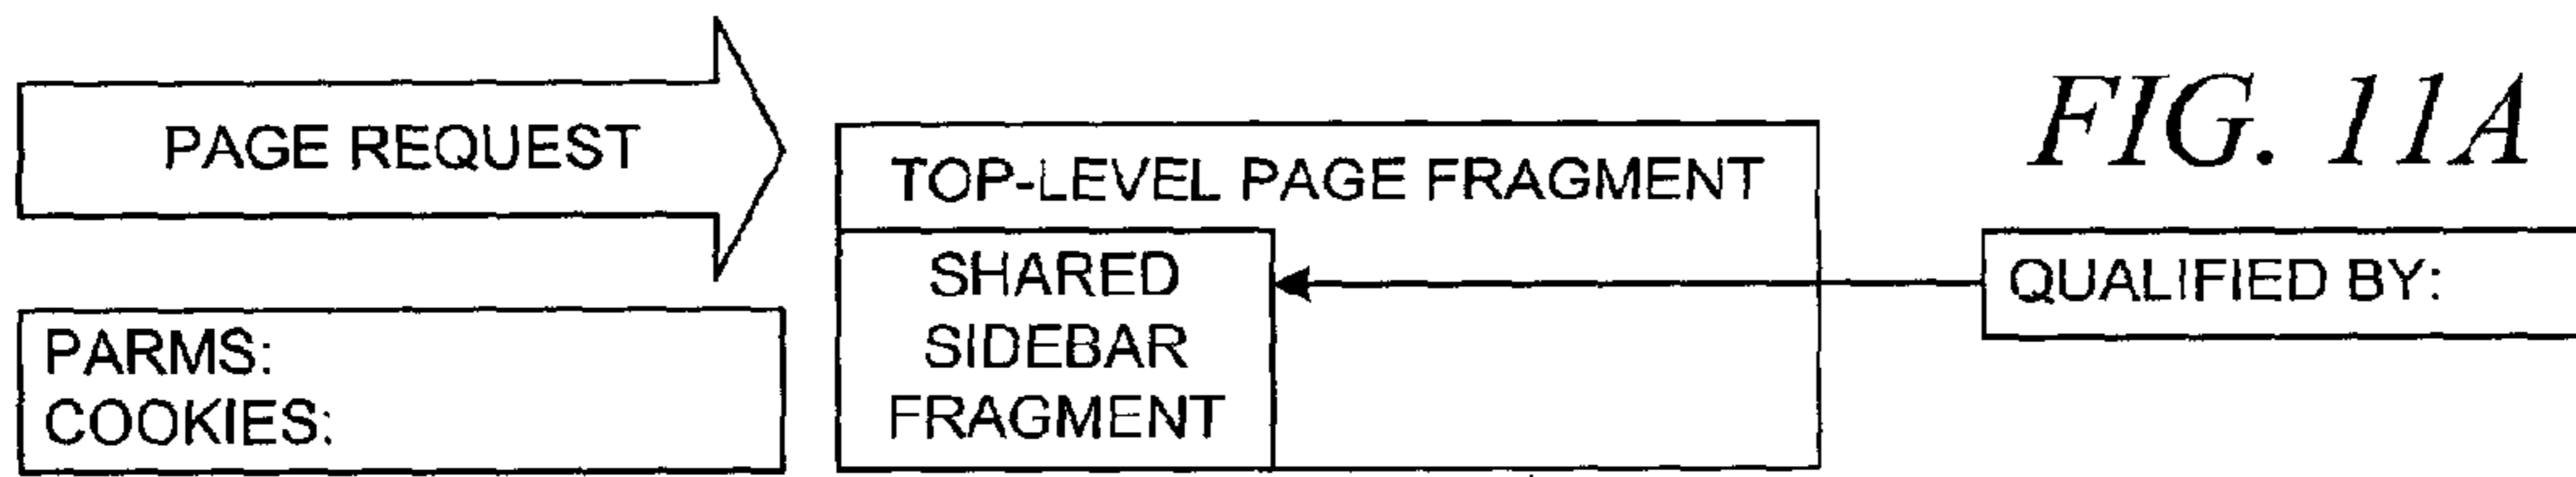 PAGE REQUEST
PARMS:
COOKIES:
TOP-LEVEL PAGE FRAGMENT
SHARED
SIDEBAR
FRAGMENT
FIG. 11A
QUALIFIED BY: